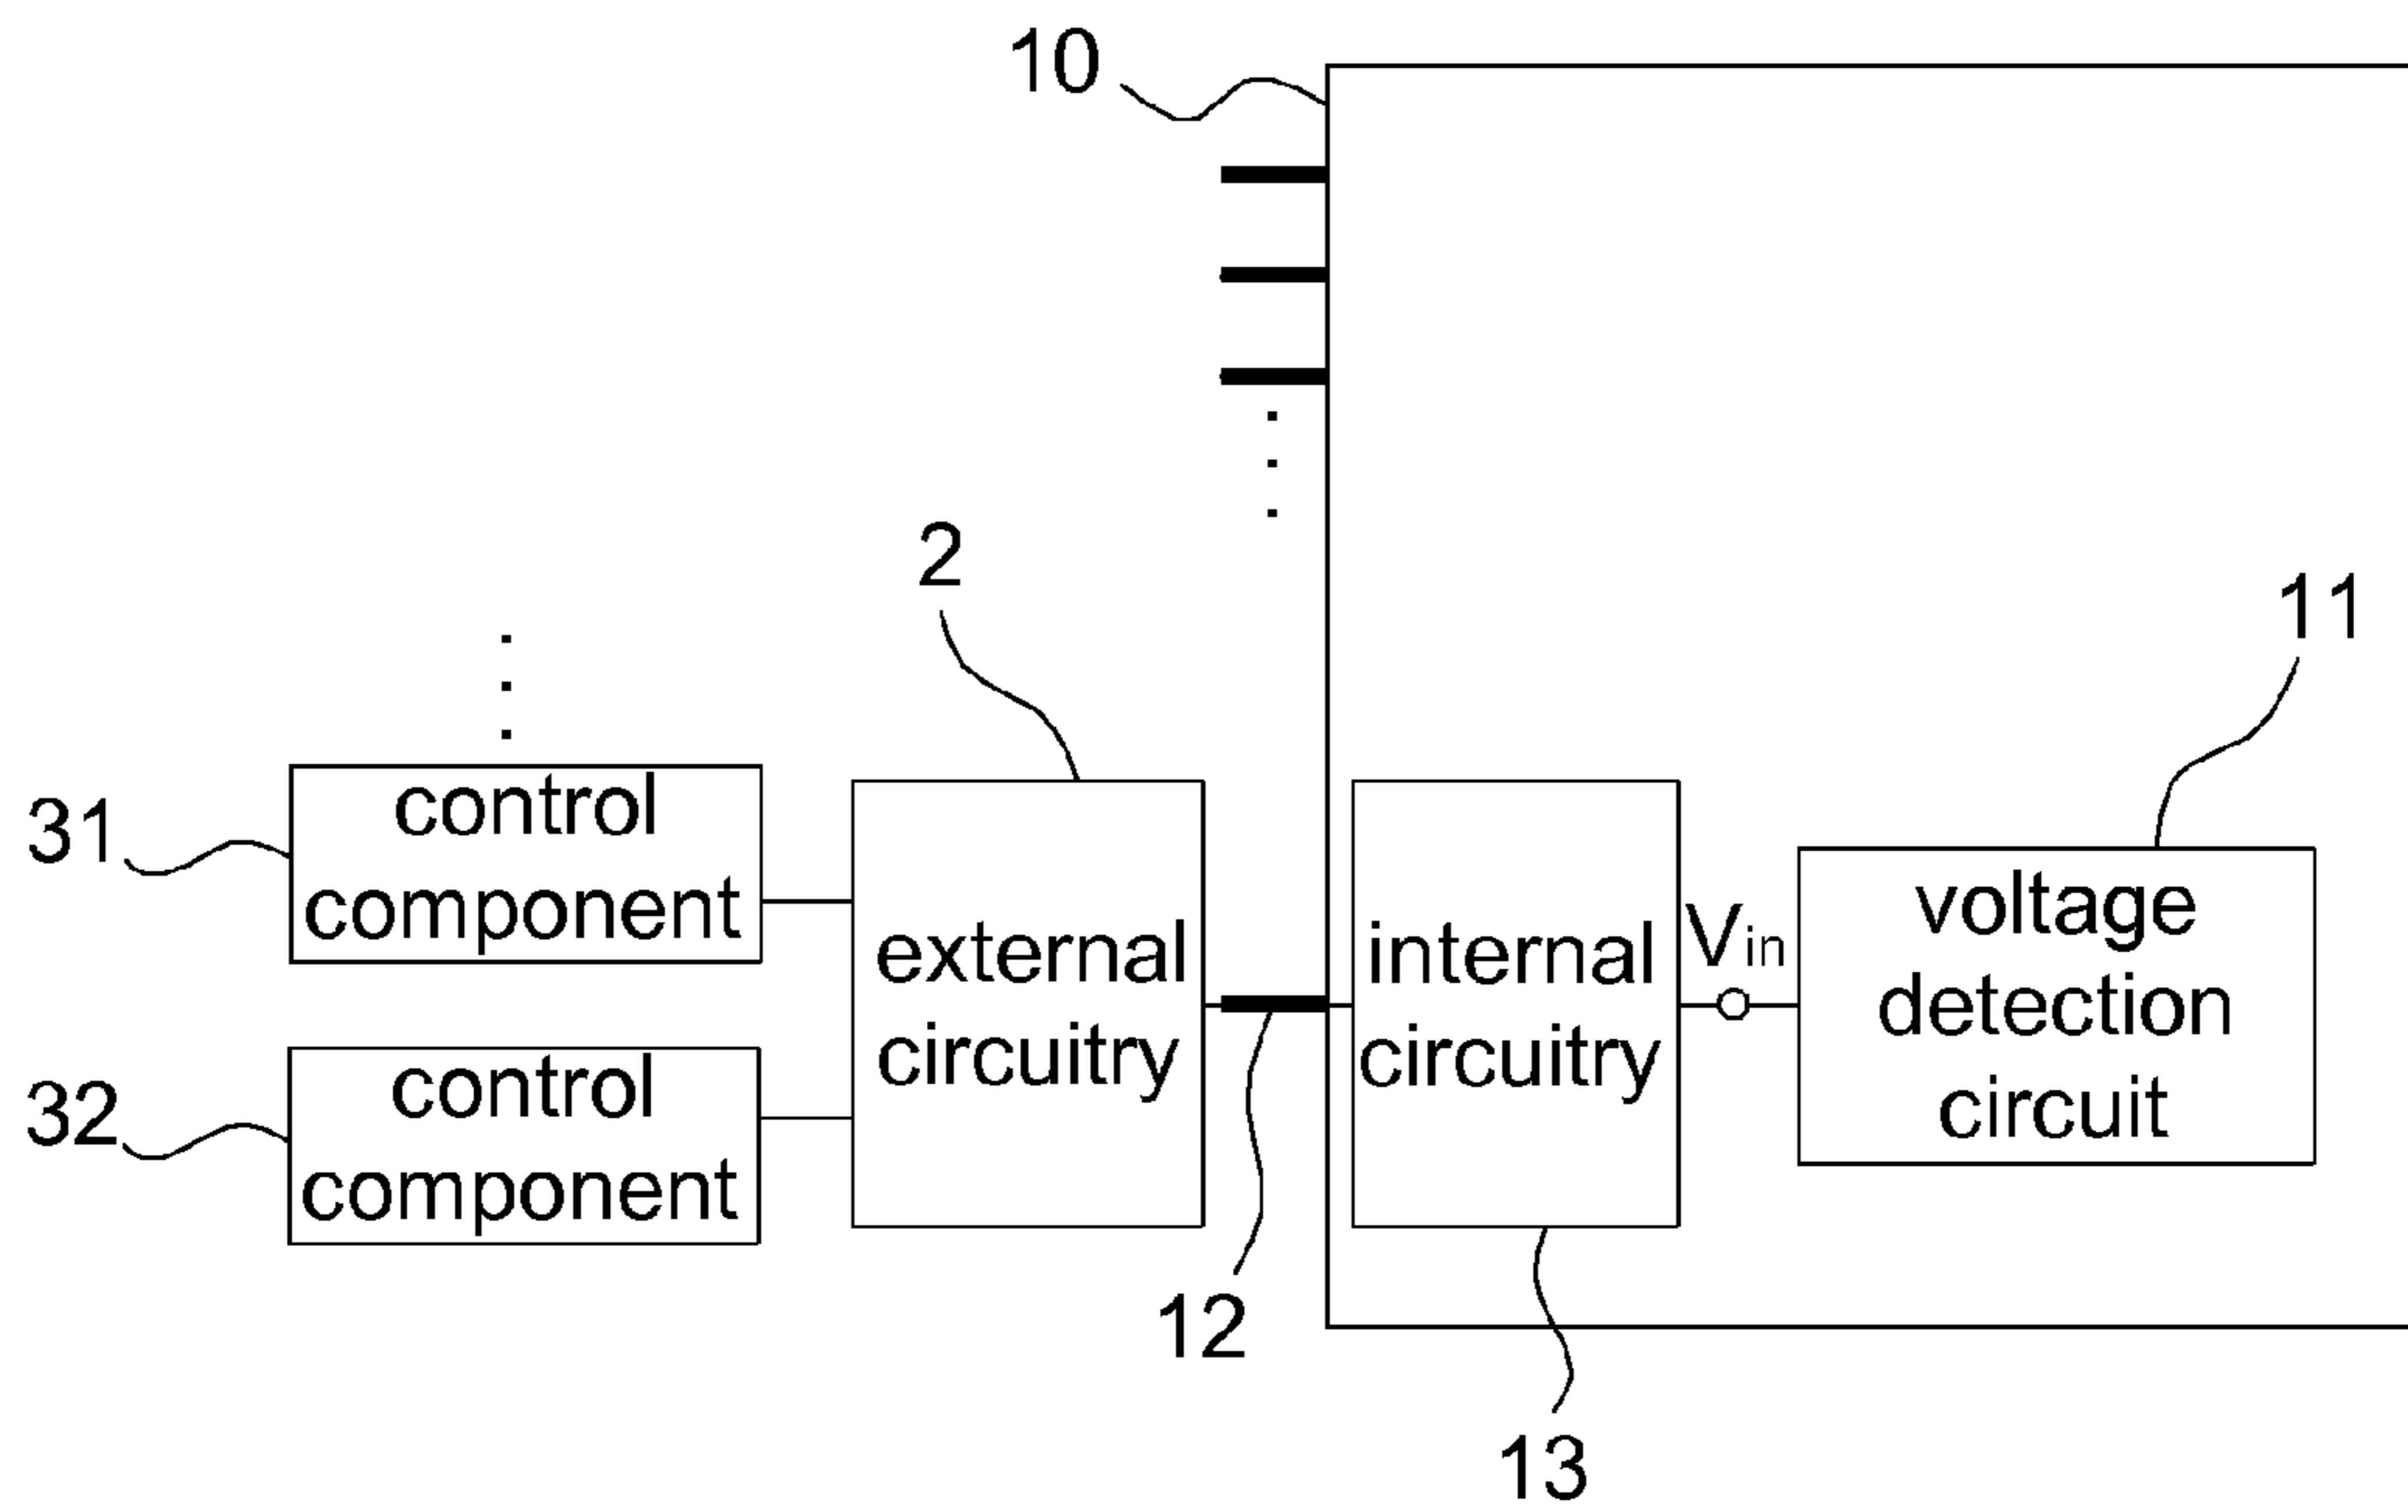 10
2
11
31
control
component
external
circuitry
internal
circuitry
Vin
voltage
detection
circuit
32
control
component
12
13